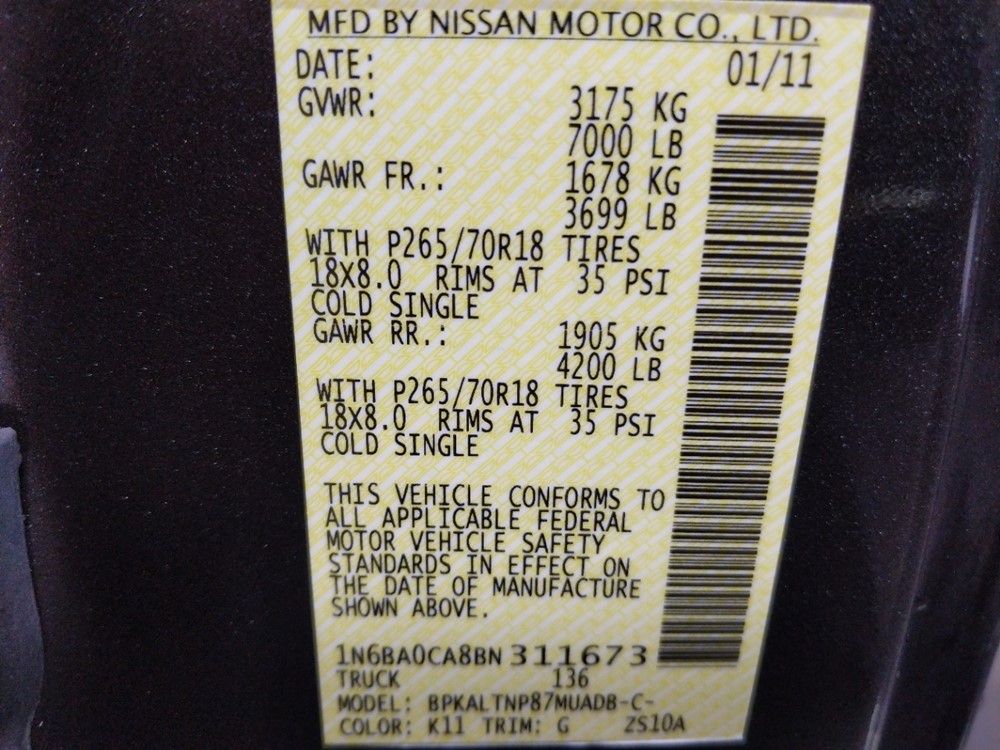 MFD BY NISSAN MOTOR CO., LTD.
DATE: 01/11
GVWR: 3175 KG
7000 LB
GAWR FR.: 1678 KG
3699 LB
WITH P265/70R18 TIRES
18X8.0 RIMS AT 35 PSI
COLD SINGLE
GAWR RR.: 1905 KG
4200 LB
WITH P265/70R18 TIRES
18X8.0 RIMS AT 35 PSI
COLD SINGLE
THIS VEHICLE CONFORMS TO
ALL APPLICABLE FEDERAL
MOTOR VEHICLE SAFETY
STANDARDS IN EFFECT ON
THE DATE OF MANUFACTURE
SHOWN ABOVE.
1N6BA0CA8BN311673
TRUCK 136
MODEL: BPKALTNP87MUADB-C-
COLOR: K11 TRIM: G ZS10A